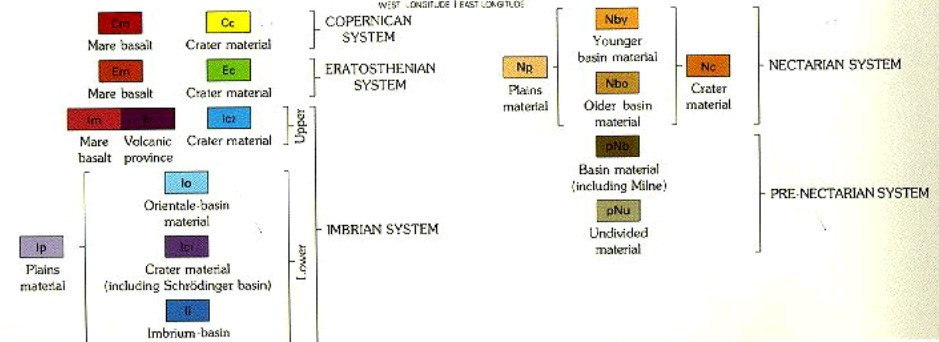 WEST LONGITUDE | EAST LONGITUDE
Cm
Mare basalt
Cc
Crater material
COPERNICAN
SYSTEM
Em
Mare basalt
Ec
Crater material
ERATOSTHENIAN
SYSTEM
Im
Mare
basalt
Volcanic
province
Ic2
Crater material
Upper
Io
Orientale-basin
material
Ip
Plains
material
Ic1
Crater material
(including Schrödinger basin)
Ii
Imbrium-basin
Lower
IMBRIAN SYSTEM
Np
Plains
material
Nby
Younger
basin material
Nbo
Older basin
material
Nc
Crater
material
NECTARIAN SYSTEM
pNb
Basin material
(including Milne)
pNu
Undivided
material
PRE-NECTARIAN SYSTEM